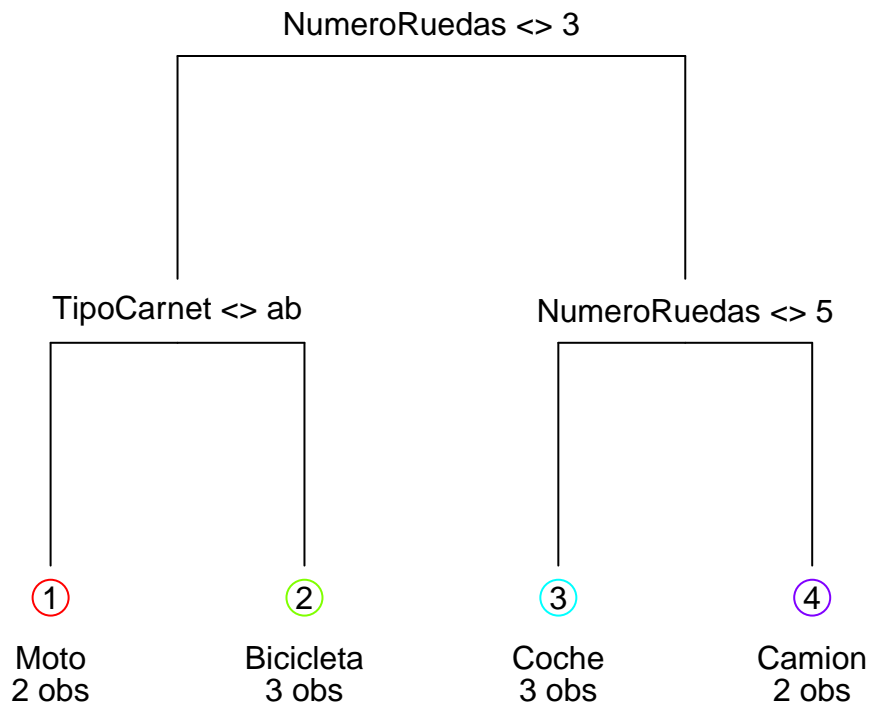 NumeroRuedas <> 3
TipoCarnet <> ab
NumeroRuedas <> 5
1
2
3
4
Moto
2 obs
Bicicleta
3 obs
Coche
3 obs
Camion
2 obs